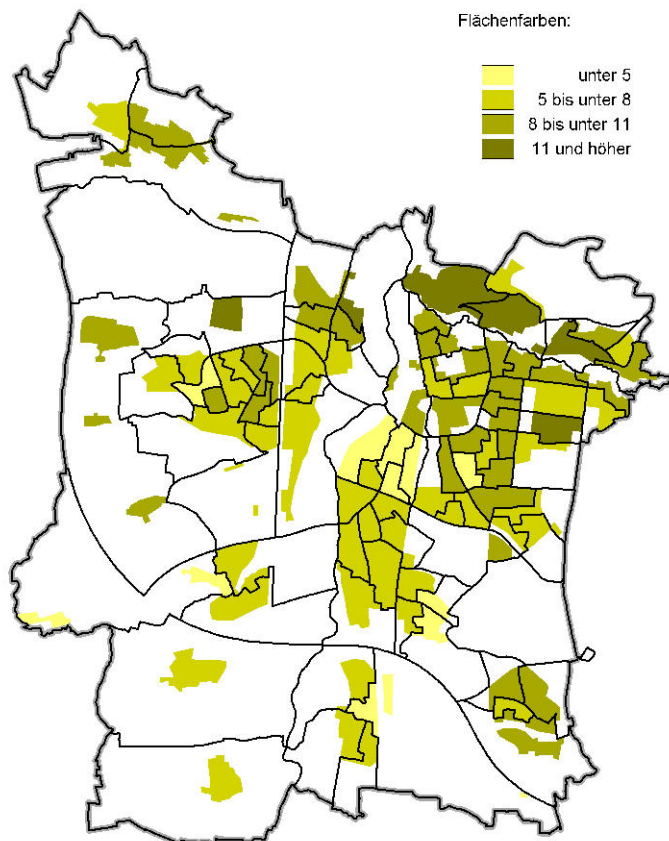 Flächenfarben:
unter 5
5 bis unter 8
8 bis unter 11
11 und höher